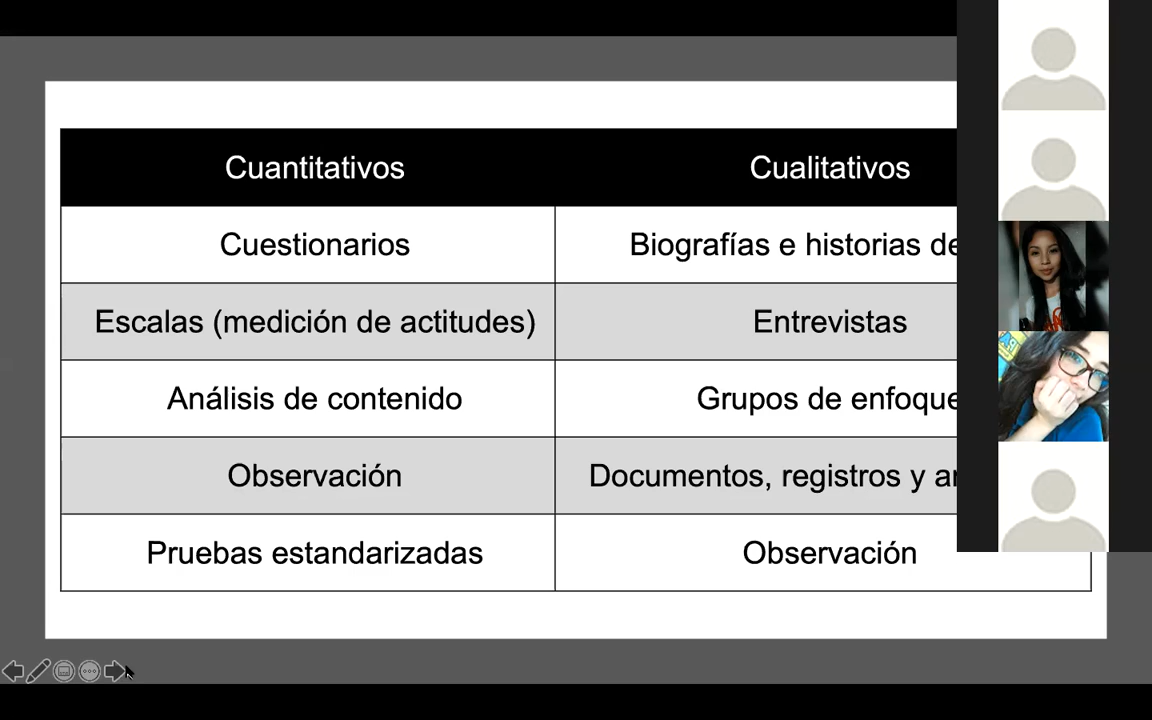 Cuantitativos Cualitativos
Cuestionarios Biografías e historias de
Escalas (medición de actitudes) Entrevistas
Análisis de contenido Grupos de enfoque
Observación Documentos, registros y
Pruebas estandarizadas Observación